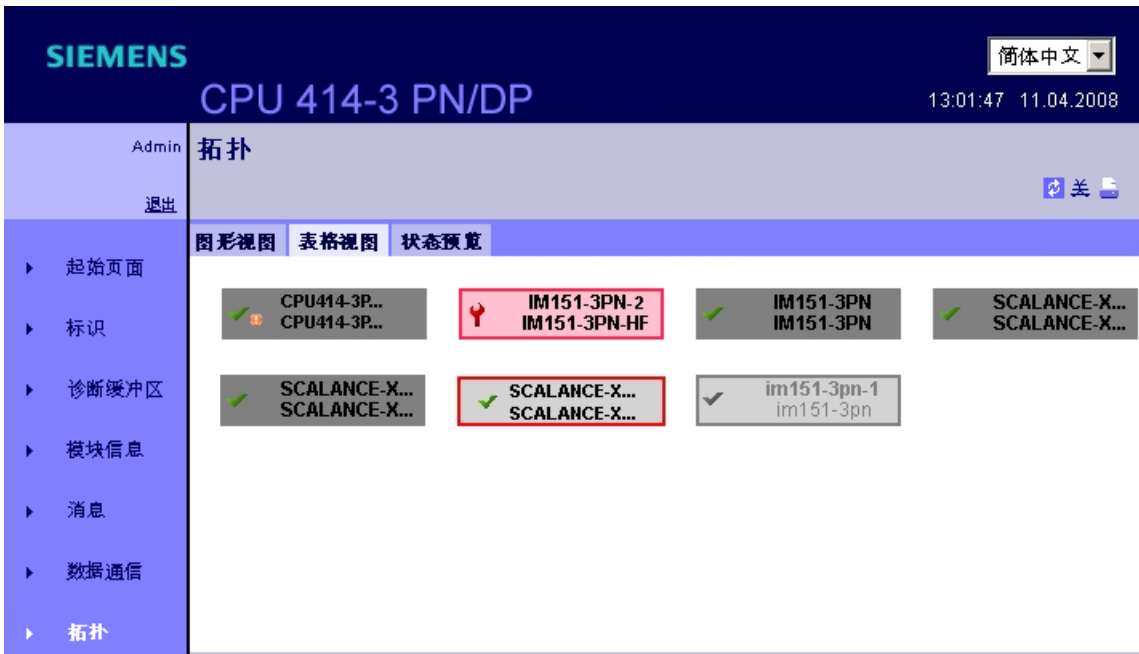 SIEMENS
简体中文
CPU 414-3 PN/DP
13:01:47 11.04.2008
Admin
拓扑
关
退出
图形视图 表格视图 状态预览
起始页面
标识
诊断缓冲区
模块信息
消息
数据通信
拓扑
CPU414-3P...
CPU414-3P...
IM151-3PN-2
IM151-3PN-HF
IM151-3PN
IM151-3PN
SCALANCE-X...
SCALANCE-X...
SCALANCE-X...
SCALANCE-X...
SCALANCE-X...
SCALANCE-X...
im151-3pn-1
im151-3pn